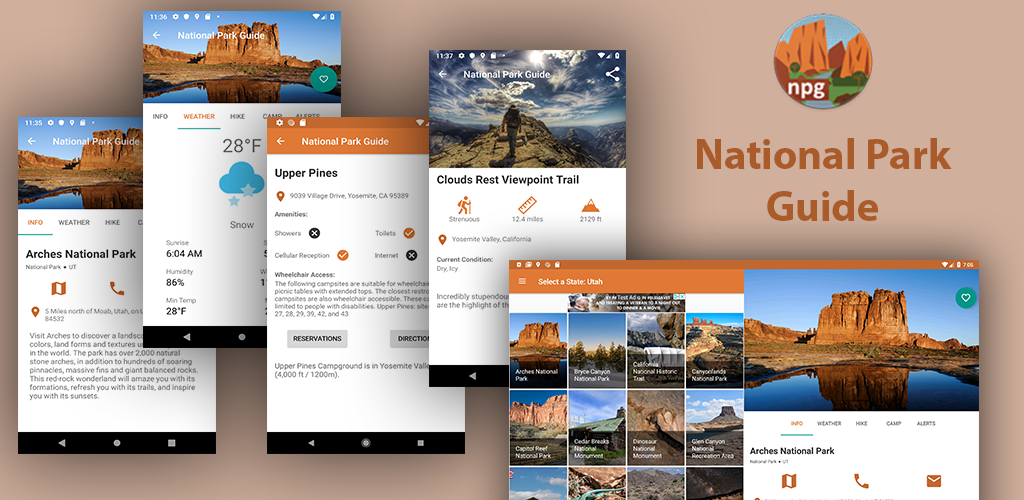 11:35
National Park Guide
INFO WEATHER HIKE
Arches National Park
National Park • UT
5 Miles north of Moab, Utah, on U
84532
Visit Arches to discover a landsca
colors, land forms and textures u
in the world. The park has over 2,000 natural
stone arches, in addition to hundreds of soaring
pinnacles, massive fins and giant balanced rocks.
This red-rock wonderland will amaze you with its
formations, refresh you with its trails, and inspire
you with its sunsets.
11:36
National Park Guide
INFO WEATHER HIKE CAMP ALERTS
28°F
Snow
Sunrise
6:04 AM
Humidity
86%
Min Temp
28°F
National Park Guide
Upper Pines
9039 Village Drive, Yosemite, CA 95389
Amenities:
Showers Toilets
Cellular Reception Internet
Wheelchair Access:
The following campsites are suitable for wheelchair
picnic tables with extended tops. The closest restro
campsites are also wheelchair accessible. These ca
limited to people with disabilities. Upper Pines: site
27, 28, 29, 39, 42, and 43
RESERVATIONS DIRECTION
Upper Pines Campground is in Yosemite Valle
(4,000 ft / 1200m).
11:37
National Park Guide
Clouds Rest Viewpoint Trail
Strenuous 12.4 miles 2129 ft
Yosemite Valley, California
Current Condition:
Dry, Icy
Incredibly stupendous
are the highlight of th
npg
National Park
Guide
7:05
Select a State: Utah
Test Ad
TREATING A VETERAN TO
DINNER & A MOVIE
Arches National
Park
Bryce Canyon
National Park
California
National Historic
Trail
Canyonlands
National Park
Capitol Reef
National Park
Cedar Breaks
National
Monument
Dinosaur
National
Monument
Glen Canyon
National
Recreation Area
INFO WEATHER HIKE CAMP ALERTS
Arches National Park
National Park • UT